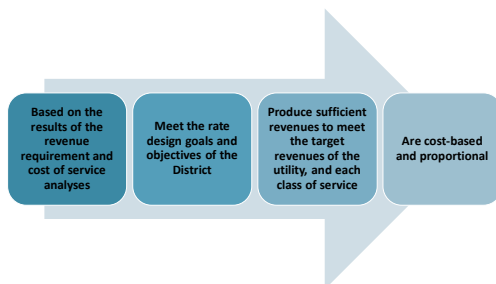 Based on the
results of the
revenue
requirement and
cost of service
analyses
Meet the rate
design goals and
objectives of the
District
Produce sufficient
revenues to meet
the target
revenues of the
utility, and each
class of service
Are cost-based
and proportional